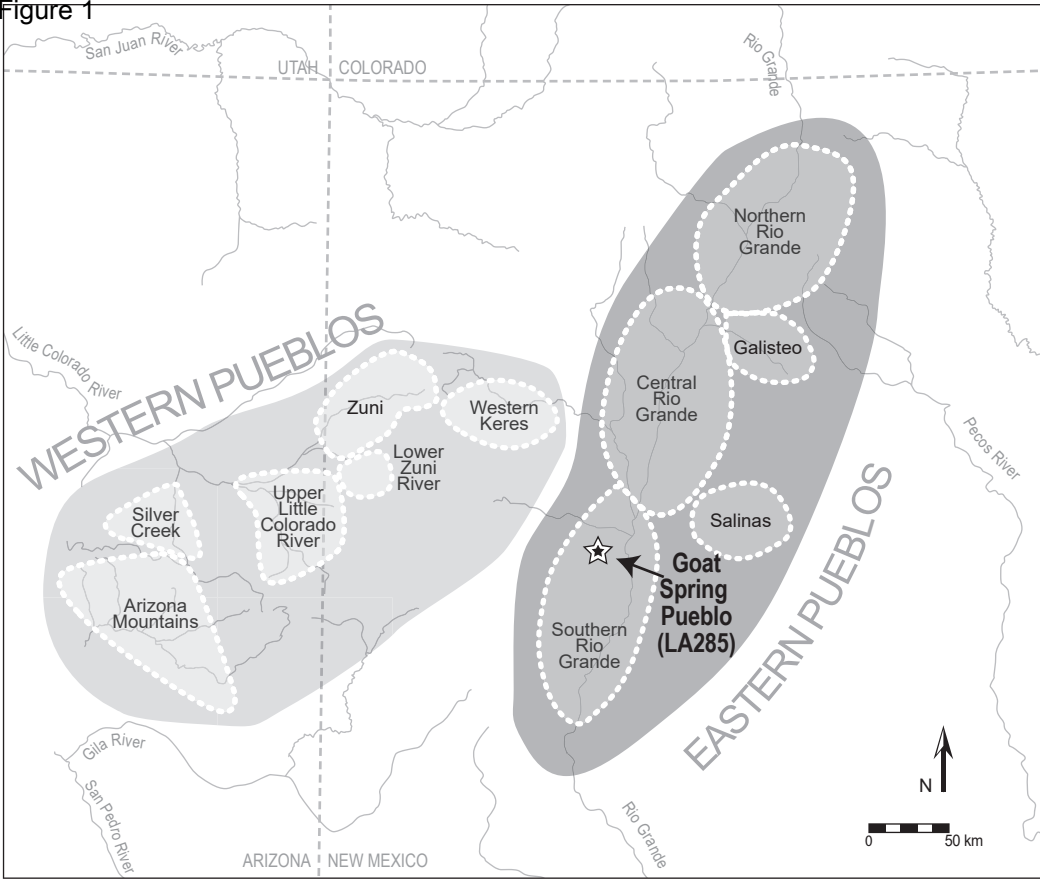 Figure 1
San Juan River
UTAH
COLORADO
Rio Grande
Northern
Rio
Grande
WESTERN PUEBLOS
Little Colorado River
Galisteo
Central
Rio
Grande
Zuni
Western
Keres
Lower
Zuni
River
Pecos River
Upper
Little
Colorado
River
Silver
Creek
Salinas
Goat
Spring
Pueblo
(LA285)
Arizona
Mountains
Southern
Rio
Grande
EASTERN PUEBLOS
Gila River
San Pedro River
Rio Grande
N
0
50 km
ARIZONA
NEW MEXICO